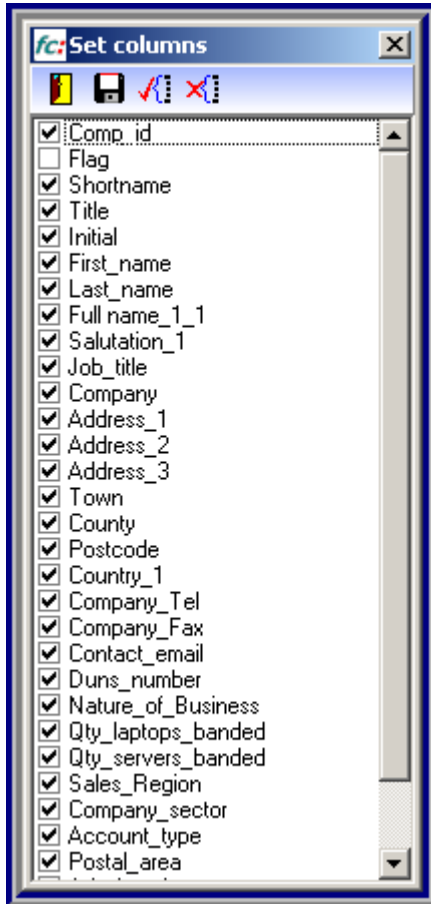 fc: Set columns
Comp_id
Flag
Shortname
Title
Initial
First_name
Last_name
Full name_1_1
Salutation_1
Job_title
Company
Address_1
Address_2
Address_3
Town
County
Postcode
Country_1
Company_Tel
Company_Fax
Contact_email
Duns_number
Nature_of_Business
Qty_laptops_banded
Qty_servers_banded
Sales_Region
Company_sector
Account_type
Postal_area